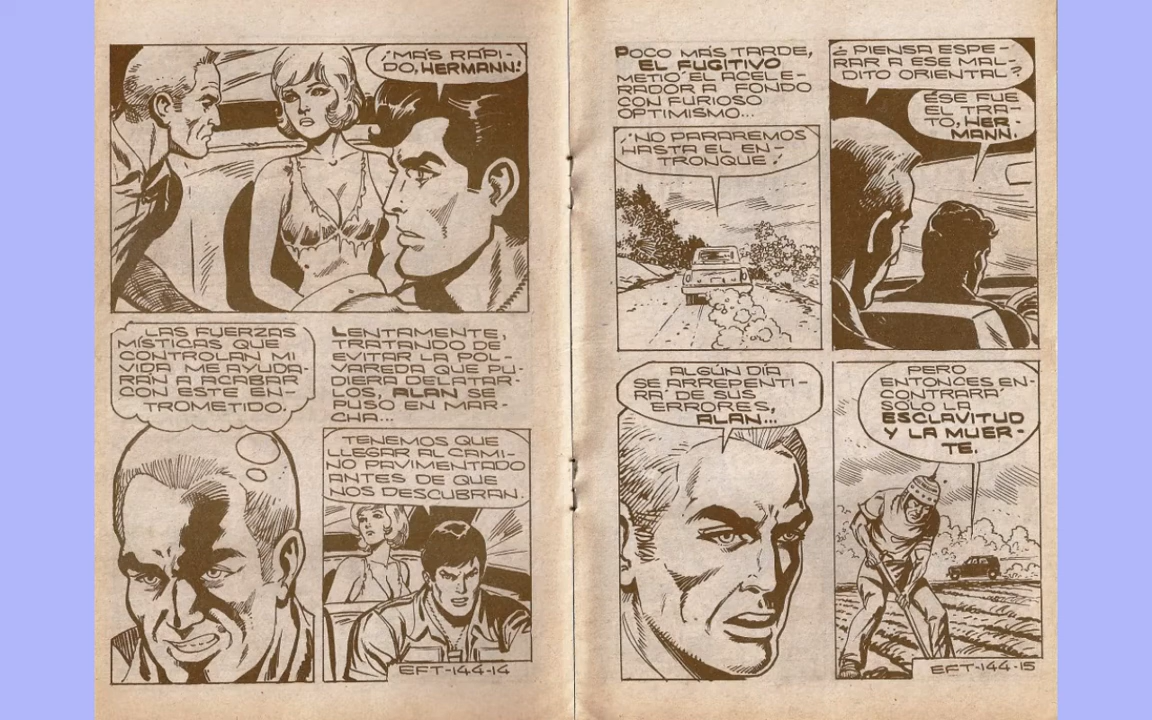 ¡MÁS RÁPI-
DO, HERMANN!
LAS FUERZAS
MÍSTICAS QUE
CONTROLAN MI
VIDA ME AYUDA-
RÁN A ACABAR
CON ESTE EN-
TROMETIDO.
LENTAMENTE,
TRATANDO DE
EVITAR LA POL-
VAREDA QUE PU-
DIERA DELATAR-
LOS, ALAN SE
PUSO EN MAR-
CHA...
TENEMOS QUE
LLEGAR AL CAMI-
NO PAVIMENTADO
ANTES DE QUE
NOS DESCUBRAN.
EFT-144-14
POCO MÁS TARDE,
EL FUGITIVO
METIÓ EL ACELE-
RADOR A FONDO
CON FURIOSO
OPTIMISMO...
¡NO PARAREMOS
HASTA EL EN-
TRONQUE!
¿PIENSA ESPE-
RAR A ESE MAL-
DITO ORIENTAL?
ÉSE FUE
EL TRA-
TO, HER-
MANN.
ALGÚN DÍA
SE ARREPENTI-
RÁ DE SUS
ERRORES,
ALAN...
PERO
ENTONCES EN-
CONTRARÁ
SÓLO LA
ESCLAVITUD
Y LA MUER-
TE.
EFT-144-15